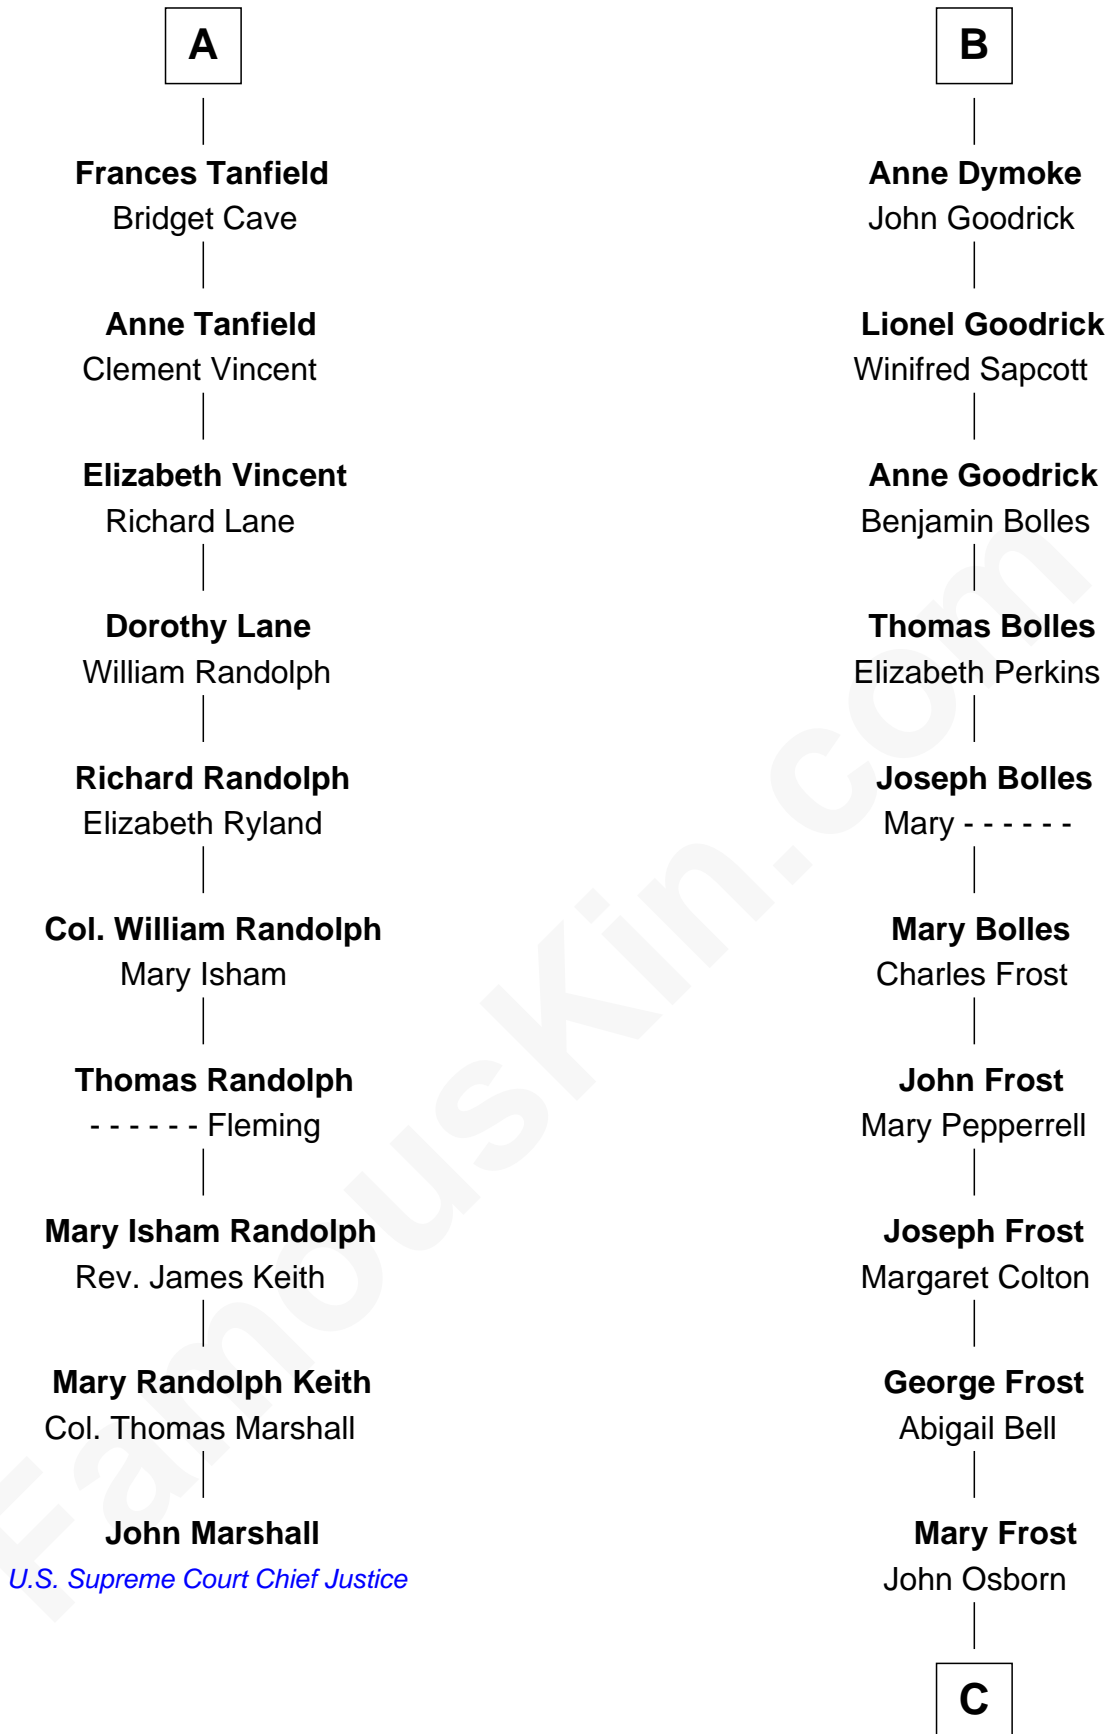 A
Frances Tanfield
Bridget Cave
Anne Tanfield
Clement Vincent
Elizabeth Vincent
Richard Lane
Dorothy Lane
William Randolph
Richard Randolph
Elizabeth Ryland
Col. William Randolph
Mary Isham
Thomas Randolph
- - - - - - Fleming
Mary Isham Randolph
Rev. James Keith
Mary Randolph Keith
Col. Thomas Marshall
John Marshall
U.S. Supreme Court Chief Justice
B
Anne Dymoke
John Goodrick
Lionel Goodrick
Winifred Sapcott
Anne Goodrick
Benjamin Bolles
Thomas Bolles
Elizabeth Perkins
Joseph Bolles
Mary - - - - - -
Mary Bolles
Charles Frost
John Frost
Mary Pepperrell
Joseph Frost
Margaret Colton
George Frost
Abigail Bell
Mary Frost
John Osborn
C
FamousKin.com